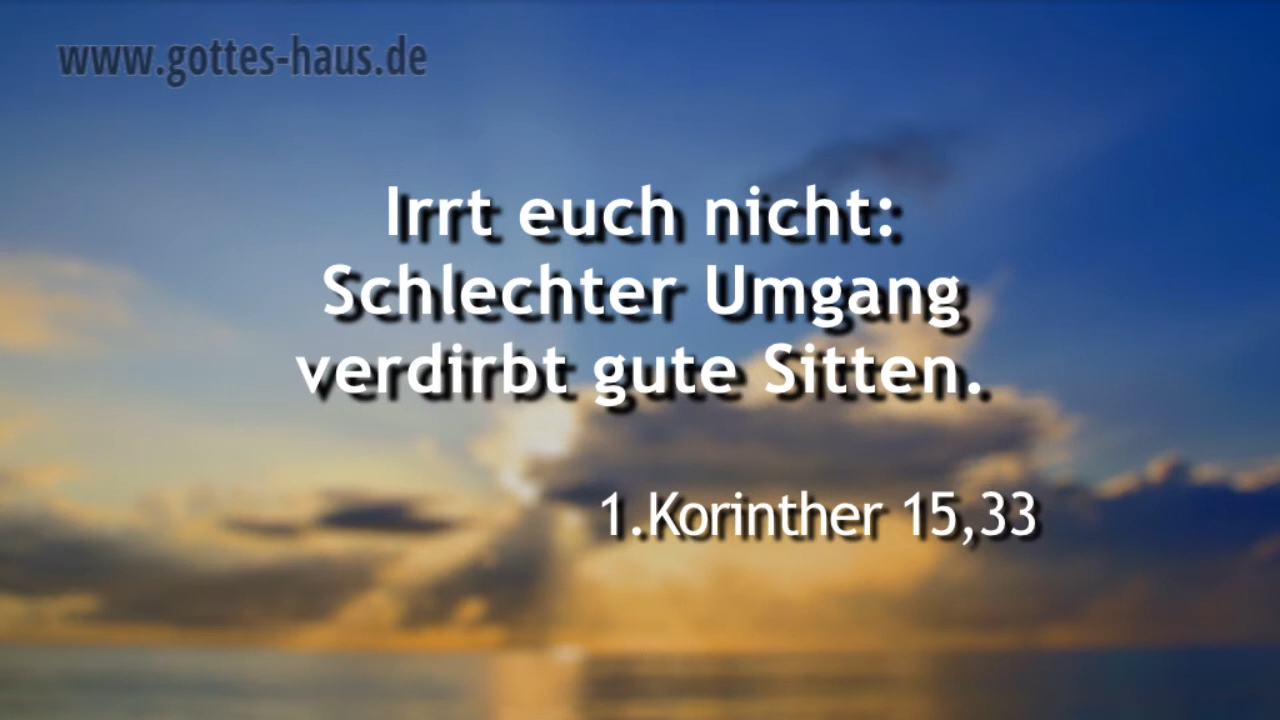 www.gottes-haus.de
Irrt euch nicht:
Schlechter Umgang
verdirbt gute Sitten.
1.Korinther 15,33